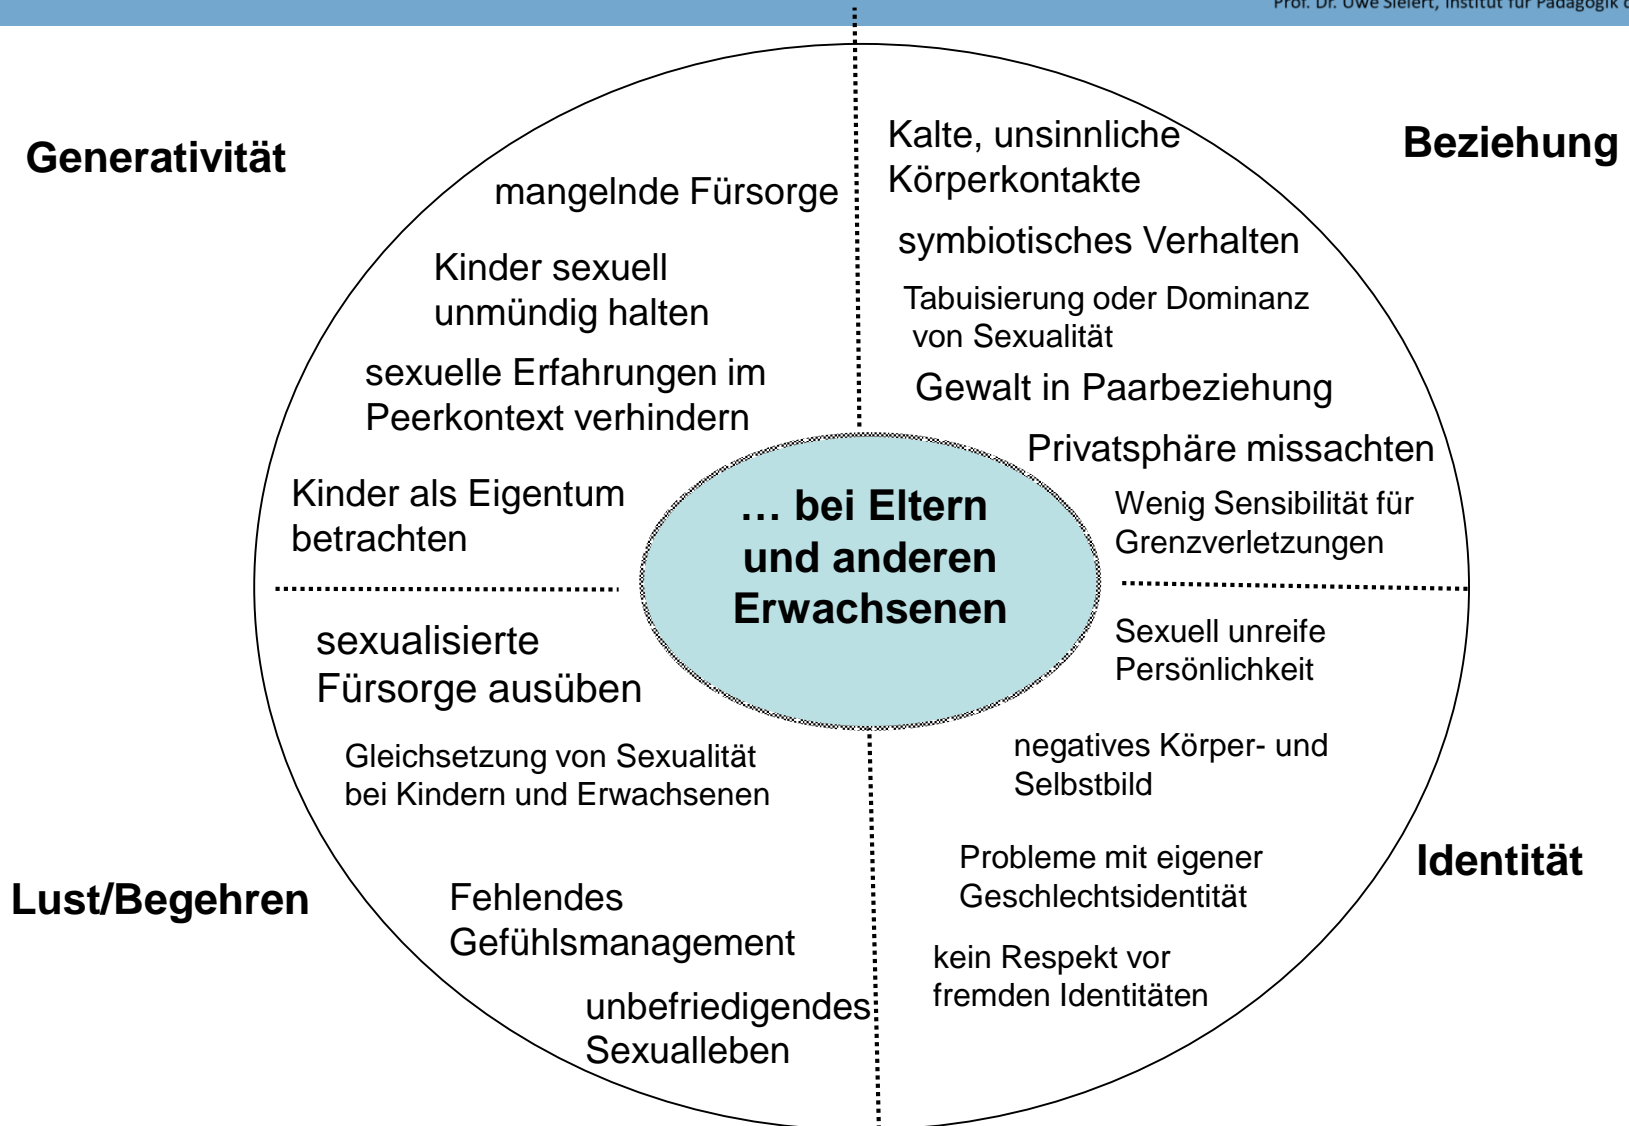 Prof. Dr. Uwe Sielert, Institut für Pädagogik
Generativität
mangelnde Fürsorge
Kinder sexuell
unmündig halten
sexuelle Erfahrungen im
Peerkontext verhindern
Kinder als Eigentum
betrachten
Beziehung
Kalte, unsinnliche
Körperkontakte
symbiotisches Verhalten
Tabuisierung oder Dominanz
von Sexualität
Gewalt in Paarbeziehung
Privatsphäre missachten
Wenig Sensibilität für
Grenzverletzungen
… bei Eltern
und anderen
Erwachsenen
Lust/Begehren
sexualisierte
Fürsorge ausüben
Gleichsetzung von Sexualität
bei Kindern und Erwachsenen
Fehlendes
Gefühlsmanagement
unbefriedigendes
Sexualleben
Identität
Sexuell unreife
Persönlichkeit
negatives Körper- und
Selbstbild
Probleme mit eigener
Geschlechtsidentität
kein Respekt vor
fremden Identitäten